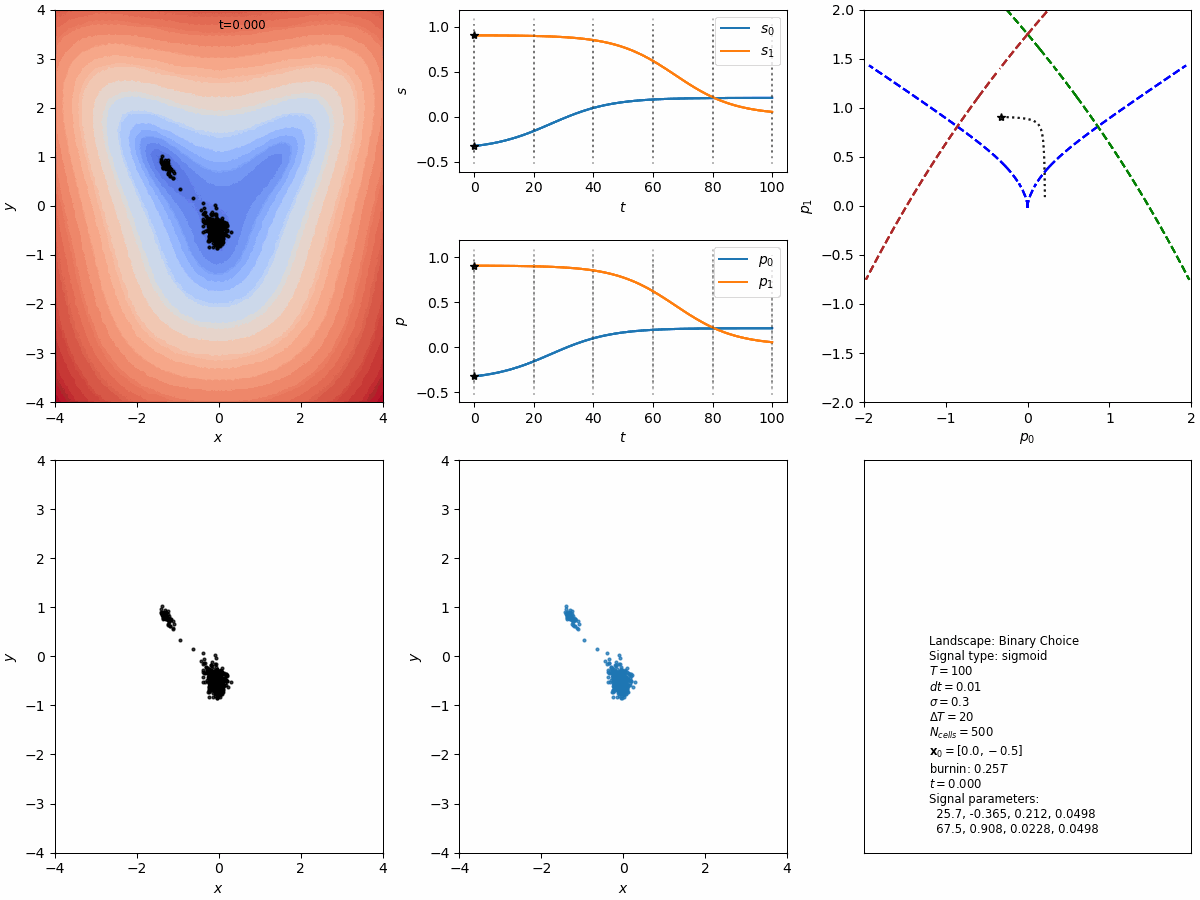 t=0.000
4
3
2
1
0
−1
−2
−3
−4
y
−4
−2
0
2
4
x
1.0
0.5
0.0
−0.5
s
s₀
s₁
0
20
40
60
80
100
t
1.0
0.5
0.0
−0.5
p
p₀
p₁
0
20
40
60
80
100
t
2.0
1.5
1.0
0.5
0.0
−0.5
−1.0
−1.5
−2.0
p₁
−2
−1
0
1
2
p₀
4
3
2
1
0
−1
−2
−3
−4
y
−4
−2
0
2
4
x
4
3
2
1
0
−1
−2
−3
−4
y
−4
−2
0
2
4
x
Landscape: Binary Choice
Signal type: sigmoid
T = 100
dt = 0.01
σ = 0.3
ΔT = 20
N_cells = 500
x₀ = [0.0, −0.5]
burnin: 0.25T
t = 0.000
Signal parameters:
25.7, -0.365, 0.212, 0.0498
67.5, 0.908, 0.0228, 0.0498